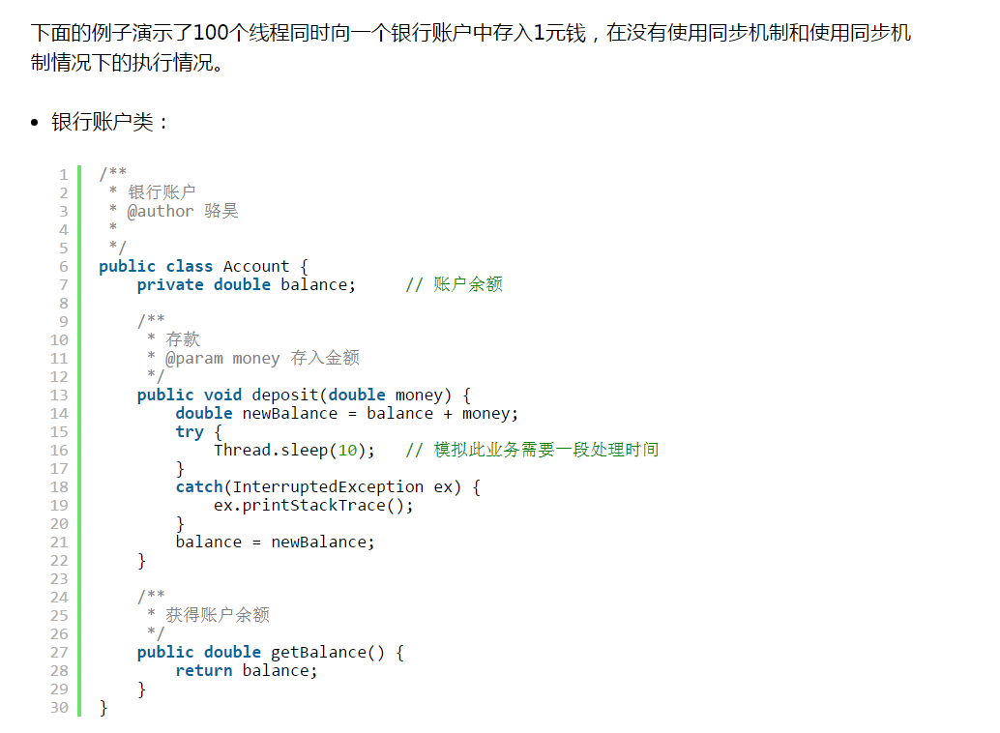 下面的例子演示了100个线程同时向一个银行账户中存入1元钱，在没有使用同步机制和使用同步机
制情况下的执行情况。
• 银行账户类：
1 /**
2  * 银行账户
3  * @author 骆昊
4  *
5  */
6 public class Account {
7     private double balance;     // 账户余额
8
9     /**
10      * 存款
11      * @param money 存入金额
12      */
13     public void deposit(double money) {
14         double newBalance = balance + money;
15         try {
16             Thread.sleep(10);   // 模拟此业务需要一段处理时间
17         }
18         catch(InterruptedException ex) {
19             ex.printStackTrace();
20         }
21         balance = newBalance;
22     }
23
24     /**
25      * 获得账户余额
26      */
27     public double getBalance() {
28         return balance;
29     }
30 }